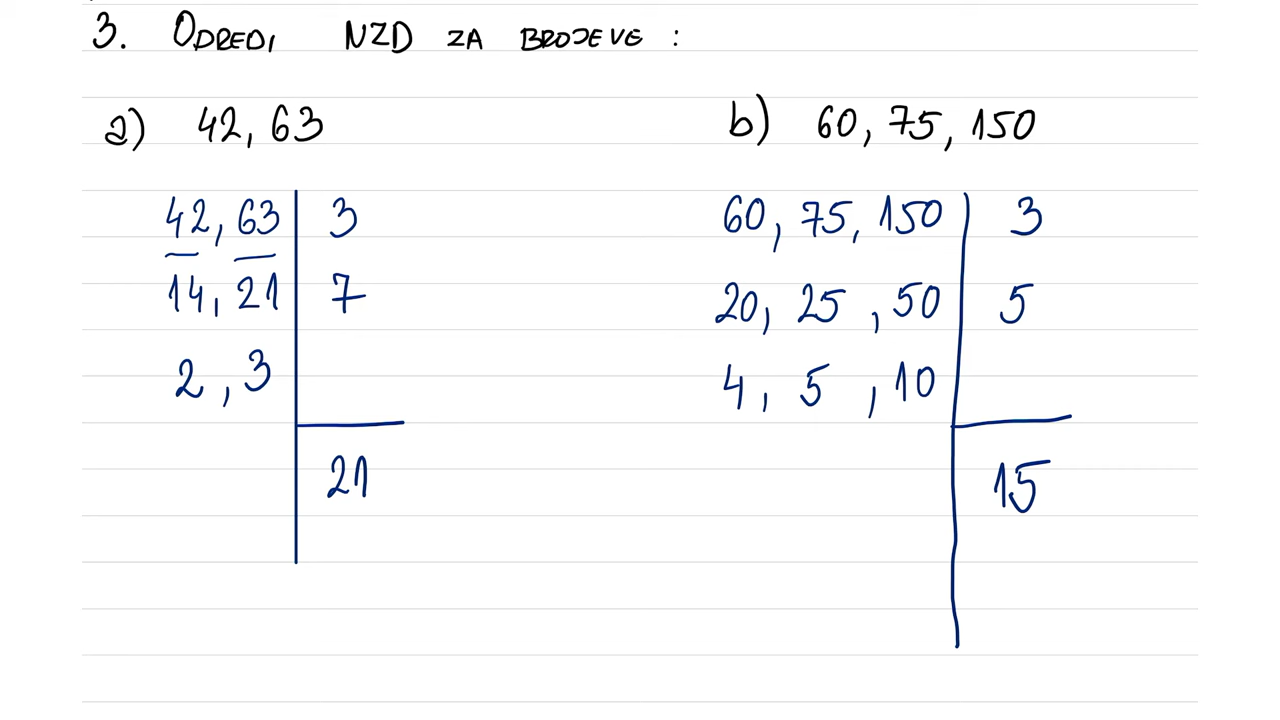 3. ODREDI NZD ZA BROJEVE :
a) 42, 63
42, 63 | 3
14, 21 | 7
2, 3
21
b) 60, 75, 150
60, 75, 150 | 3
20, 25, 50 | 5
4, 5, 10
15